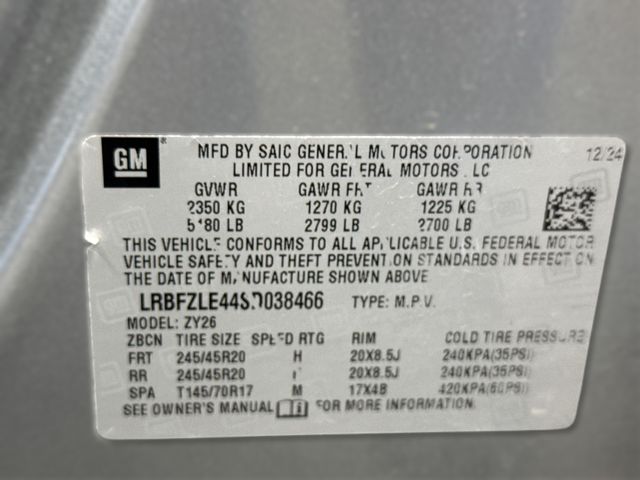 GM
MFD BY SAIC GENERAL MOTORS CORPORATION 12/24
LIMITED FOR GENERAL MOTORS LLC
GVWR GAWR FRT GAWR RR
2350 KG 1270 KG 1225 KG
LB 2799 LB 2700 LB
THIS VEHICLE CONFORMS TO ALL APPLICABLE U.S. FEDERAL MOTOR
VEHICLE SAFETY AND THEFT PREVENTION STANDARDS IN EFFECT ON
THE DATE OF MANUFACTURE SHOWN ABOVE
TYPE: M.P.V.
MODEL: ZY26
ZBCN TIRE SIZE SPEED RTG RIM COLD TIRE PRESSURE
FRT 245/45R20 H 20X8.5J 240KPA(35PSI)
RR 245/45R20 20X8.5J 240KPA(35PSI)
SPA T145/70R17 M 17X4B 420KPA(60PSI)
SEE OWNER'S MANUAL FOR MORE INFORMATION.